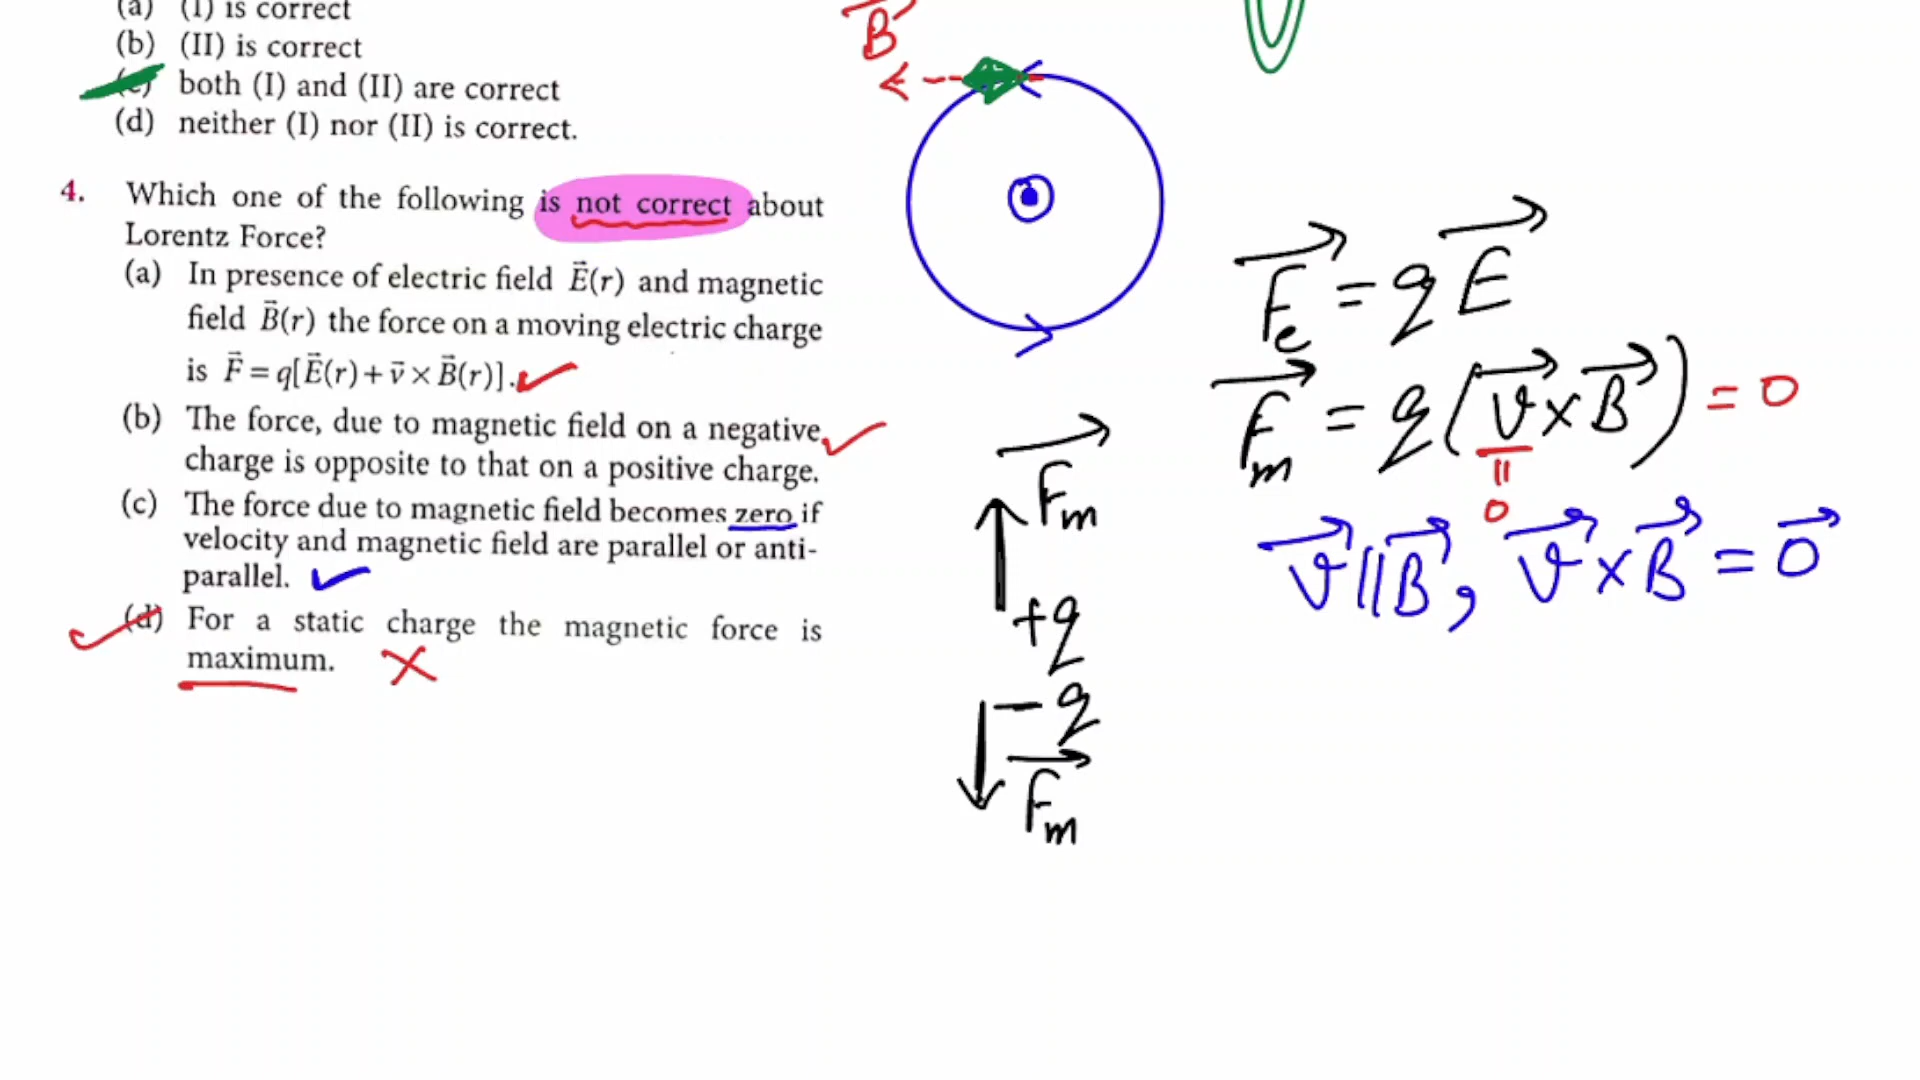 (a) (I) is correct
(b) (II) is correct
(c) both (I) and (II) are correct
(d) neither (I) nor (II) is correct.
4. Which one of the following is not correct about
Lorentz Force?
(a) In presence of electric field E⃗(r) and magnetic
field B⃗(r) the force on a moving electric charge
is F⃗ = q[E⃗(r) + v⃗ × B⃗(r)].
(b) The force, due to magnetic field on a negative
charge is opposite to that on a positive charge.
(c) The force due to magnetic field becomes zero if
velocity and magnetic field are parallel or anti-
parallel.
(d) For a static charge the magnetic force is
maximum.
B⃗
F⃗e = qE⃗
F⃗m = q(v⃗ × B⃗) = 0
||
0
v⃗ || B⃗, v⃗ × B⃗ = 0⃗
F⃗m
+q
-q
F⃗m